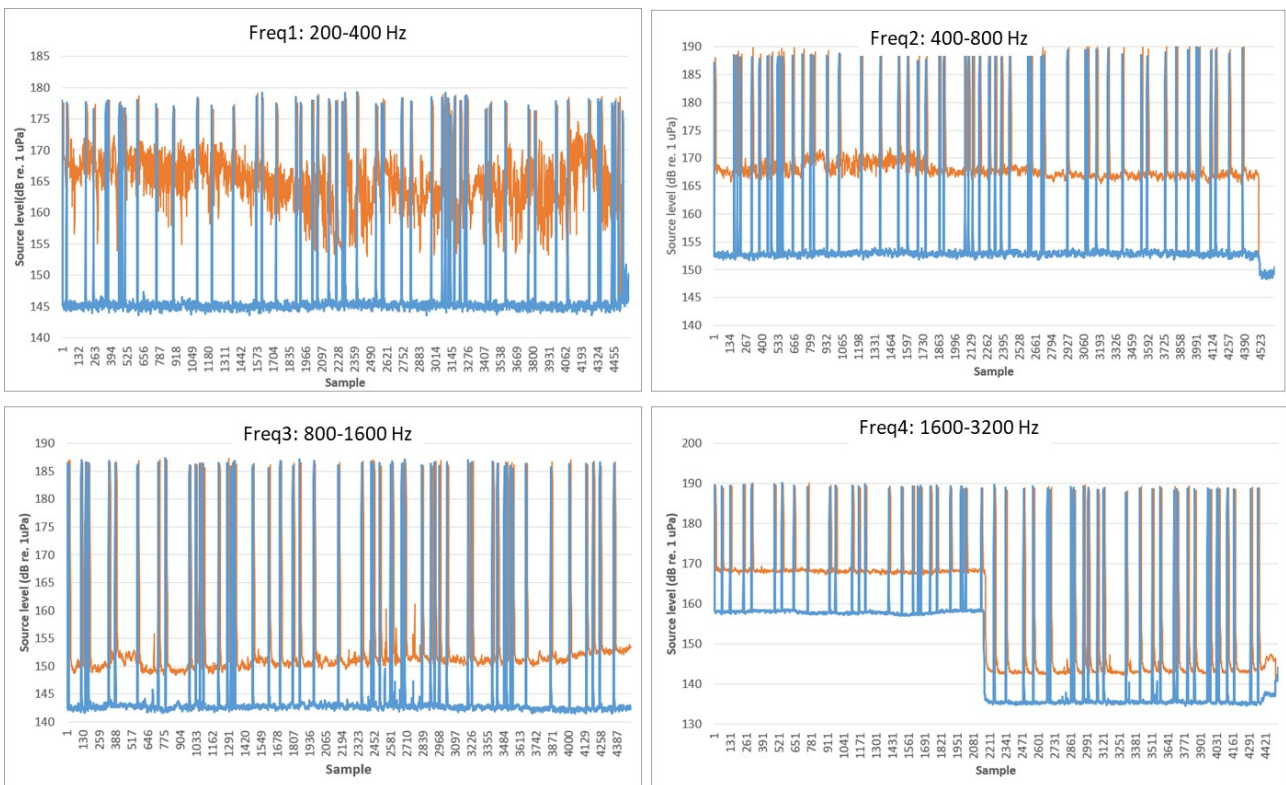 Freq1: 200-400 Hz
Source level(dB re. 1 uPa)
185
180
175
170
165
160
155
150
145
140
1 132 263 394 525 656 787 918 1049 1180 1311 1442 1573 1704 1835 1966 2097 2228 2359 2490 2621 2752 2883 3014 3145 3276 3407 3538 3669 3800 3931 4062 4193 4324 4455
Sample
Freq2: 400-800 Hz
Source level (dB re. 1 uPa)
190
185
180
175
170
165
160
155
150
145
140
1 134 267 400 533 666 799 932 1065 1198 1331 1464 1597 1730 1863 1996 2129 2262 2395 2528 2661 2794 2927 3060 3193 3326 3459 3592 3725 3858 3991 4124 4257 4390 4523
Sample
Freq3: 800-1600 Hz
Source level (dB re. 1uPa)
190
185
180
175
170
165
160
155
150
145
140
1 130 259 388 517 646 775 904 1033 1162 1291 1420 1549 1678 1807 1936 2065 2194 2323 2452 2581 2710 2839 2968 3097 3226 3355 3484 3613 3742 3871 4000 4129 4258 4387
Sample
Freq4: 1600-3200 Hz
Source level (dB re. 1 uPa)
200
190
180
170
160
150
140
130
1 131 261 391 521 651 781 911 1041 1171 1301 1431 1561 1691 1821 1951 2081 2211 2341 2471 2601 2731 2861 2991 3121 3251 3381 3511 3641 3771 3901 4031 4161 4291 4421
Sample